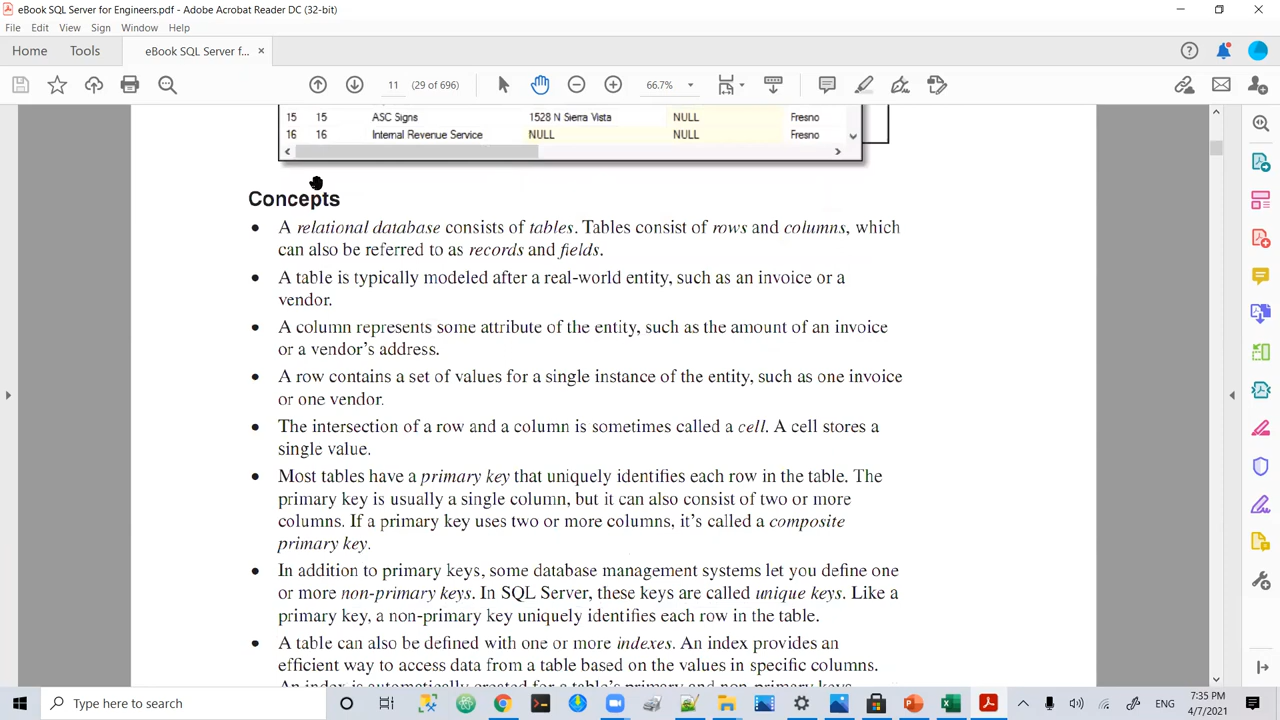 eBook SQL Server for Engineers.pdf - Adobe Acrobat Reader DC (32-bit)
File Edit View Sign Window Help
Home Tools eBook SQL Server f... ×
11 (29 of 696) 66.7%
15 15 ASC Signs 1528 N Sierra Vista NULL Fresno
16 16 Internal Revenue Service NULL NULL Fresno
Concepts
• A relational database consists of tables. Tables consist of rows and columns, which
can also be referred to as records and fields.
• A table is typically modeled after a real-world entity, such as an invoice or a
vendor.
• A column represents some attribute of the entity, such as the amount of an invoice
or a vendor's address.
• A row contains a set of values for a single instance of the entity, such as one invoice
or one vendor.
• The intersection of a row and a column is sometimes called a cell. A cell stores a
single value.
• Most tables have a primary key that uniquely identifies each row in the table. The
primary key is usually a single column, but it can also consist of two or more
columns. If a primary key uses two or more columns, it's called a composite
primary key.
• In addition to primary keys, some database management systems let you define one
or more non-primary keys. In SQL Server, these keys are called unique keys. Like a
primary key, a non-primary key uniquely identifies each row in the table.
• A table can also be defined with one or more indexes. An index provides an
efficient way to access data from a table based on the values in specific columns.
An index is automatically created for a table's primary and non-primary keys.
Type here to search
ENG
7:35 PM
4/7/2021